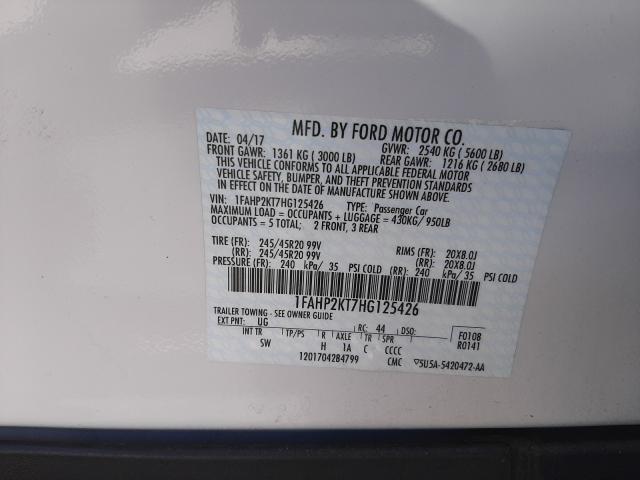 MFD. BY FORD MOTOR CO.
DATE: 04/17 GVWR: 2540 KG ( 5600 LB)
FRONT GAWR: 1361 KG ( 3000 LB) REAR GAWR: 1216 KG ( 2680 LB)
THIS VEHICLE CONFORMS TO ALL APPLICABLE FEDERAL MOTOR
VEHICLE SAFETY, BUMPER, AND THEFT PREVENTION STANDARDS
IN EFFECT ON THE DATE OF MANUFACTURE SHOWN ABOVE.
VIN: 1FAHP2KT7HG125426 TYPE: Passenger Car
MAXIMUM LOAD = OCCUPANTS + LUGGAGE = 430KG/ 950LB
OCCUPANTS = 5 TOTAL; 2 FRONT, 3 REAR
TIRE (FR): 245/45R20 99V RIMS (FR): 20X8.0J
(RR): 245/45R20 99V (RR): 20X8.0J
PRESSURE (FR): 240 kPa/ 35 PSI COLD (RR): 240 kPa/ 35 PSI COLD
1FAHP2KT7HG125426
TRAILER TOWING - SEE OWNER GUIDE
EXT PNT: UG RC: 44 DSO: F0108
INT TR TP/PS R AXLE TR SPR R0141
SW H 1A C CCCC
1201704284799 CMC ▽5U5A-5420472-AA